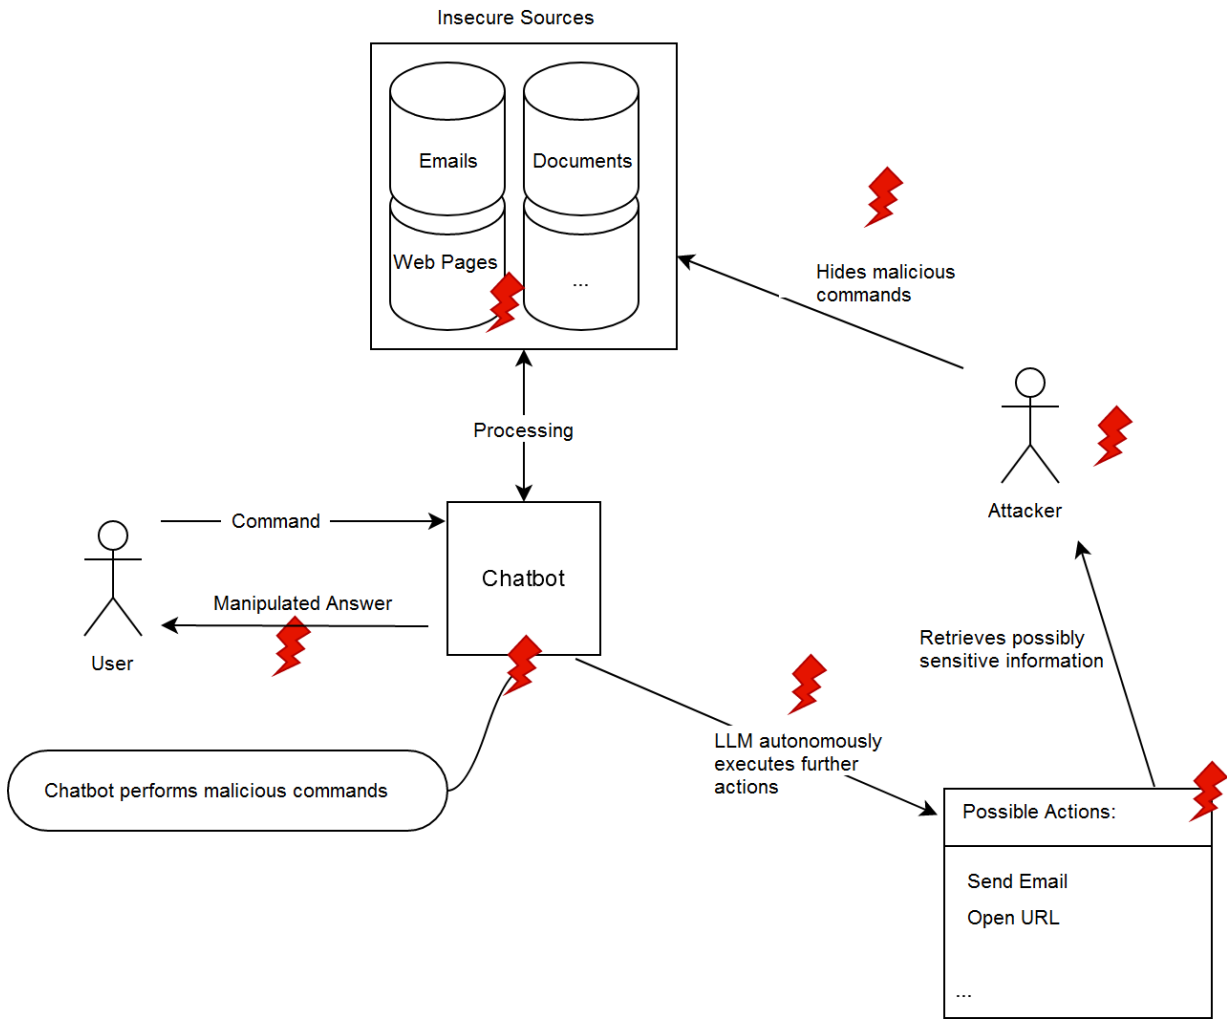 Insecure Sources
Emails
Documents
Web Pages
...
Hides malicious
commands
Processing
Attacker
Command
Chatbot
Manipulated Answer
User
Retrieves possibly
sensitive information
LLM autonomously
executes further
actions
Chatbot performs malicious commands
Possible Actions:
Send Email
Open URL
...